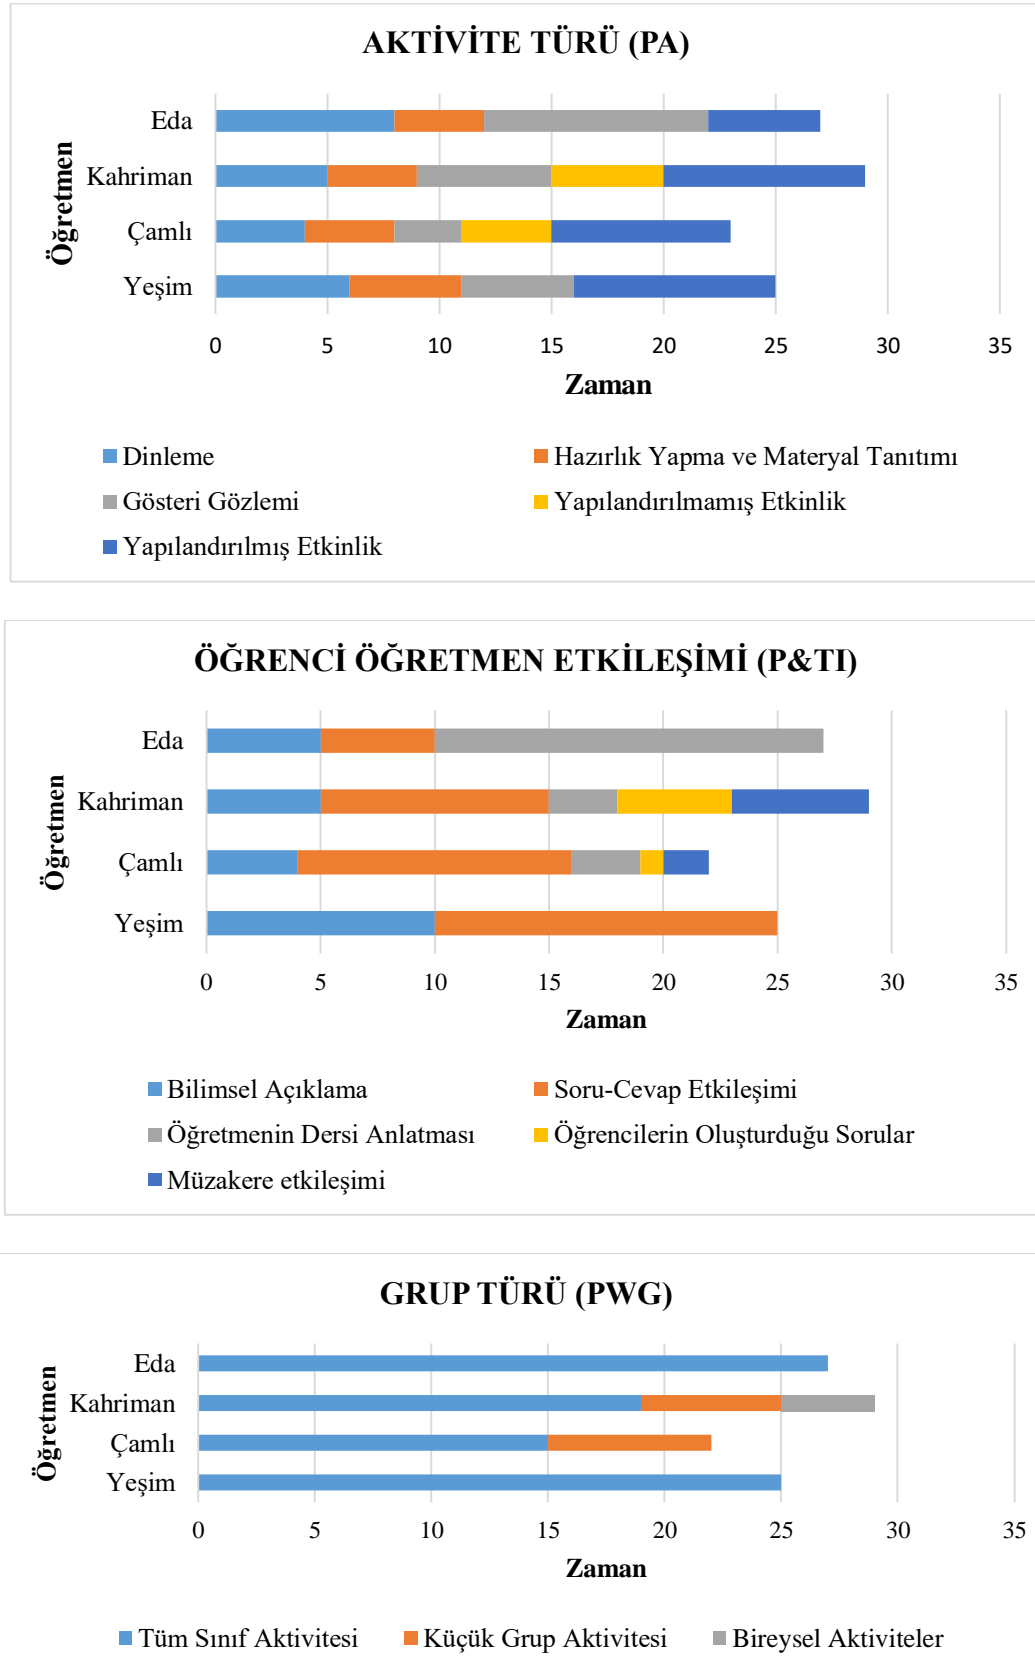 AKTİVİTE TÜRÜ (PA)
Öğretmen
Eda
Kahriman
Çamlı
Yeşim
0 5 10 15 20 25 30 35
Zaman
Dinleme Hazırlık Yapma ve Materyal Tanıtımı
Gösteri Gözlemi Yapılandırılmamış Etkinlik
Yapılandırılmış Etkinlik
ÖĞRENCİ ÖĞRETMEN ETKİLEŞİMİ (P&TI)
Öğretmen
Eda
Kahriman
Çamlı
Yeşim
0 5 10 15 20 25 30 35
Zaman
Bilimsel Açıklama Soru-Cevap Etkileşimi
Öğretmenin Dersi Anlatması Öğrencilerin Oluşturduğu Sorular
Müzakere etkileşimi
GRUP TÜRÜ (PWG)
Öğretmen
Eda
Kahriman
Çamlı
Yeşim
0 5 10 15 20 25 30 35
Zaman
Tüm Sınıf Aktivitesi Küçük Grup Aktivitesi Bireysel Aktiviteler